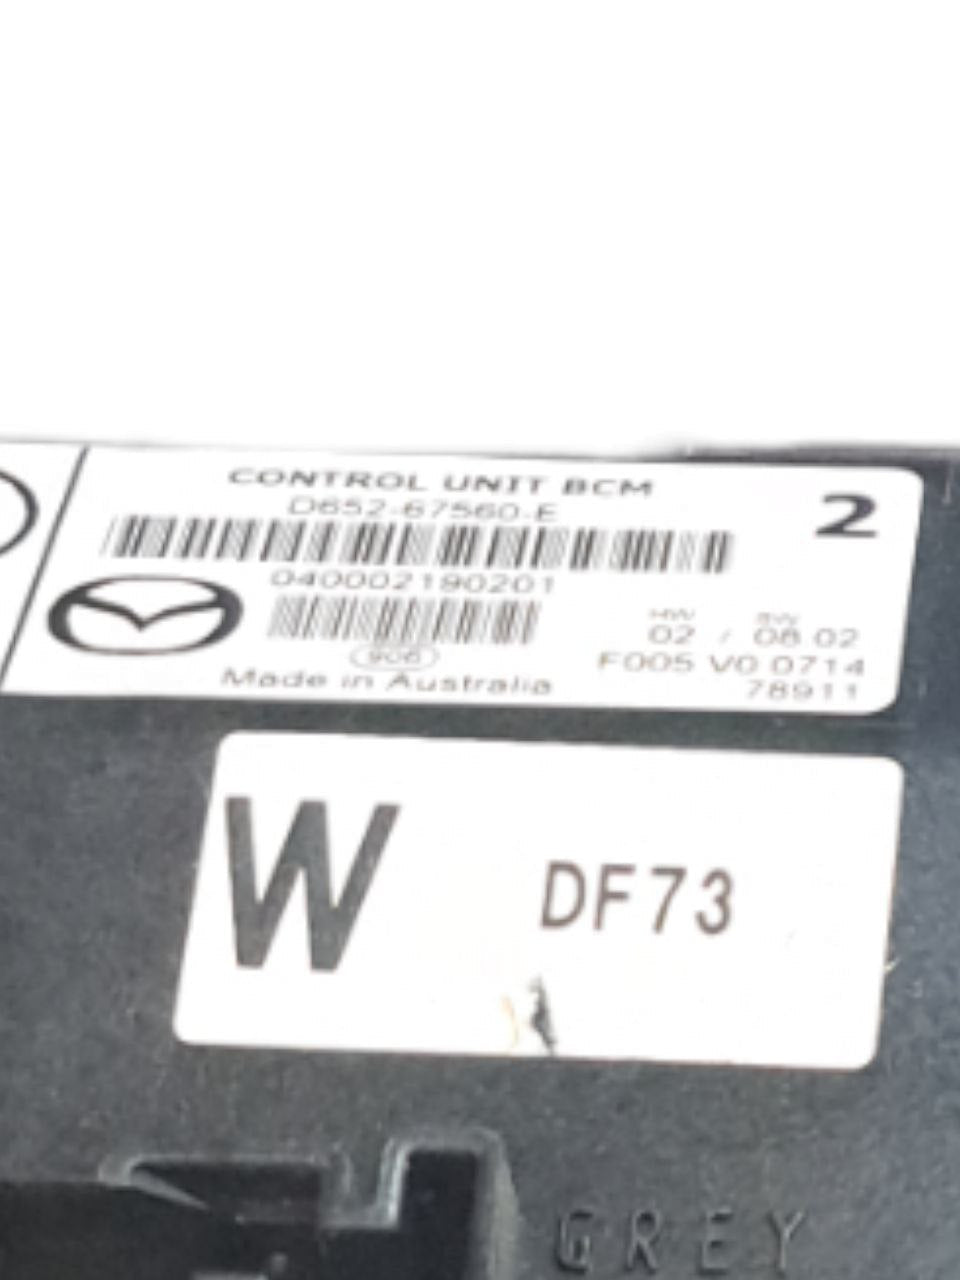 CONTROL UNIT BCM
D652-67560-E
2
040002190201
HW SW
02 / 08.02
906
F005 V0 0714
Made in Australia
78911
W DF73
GREY